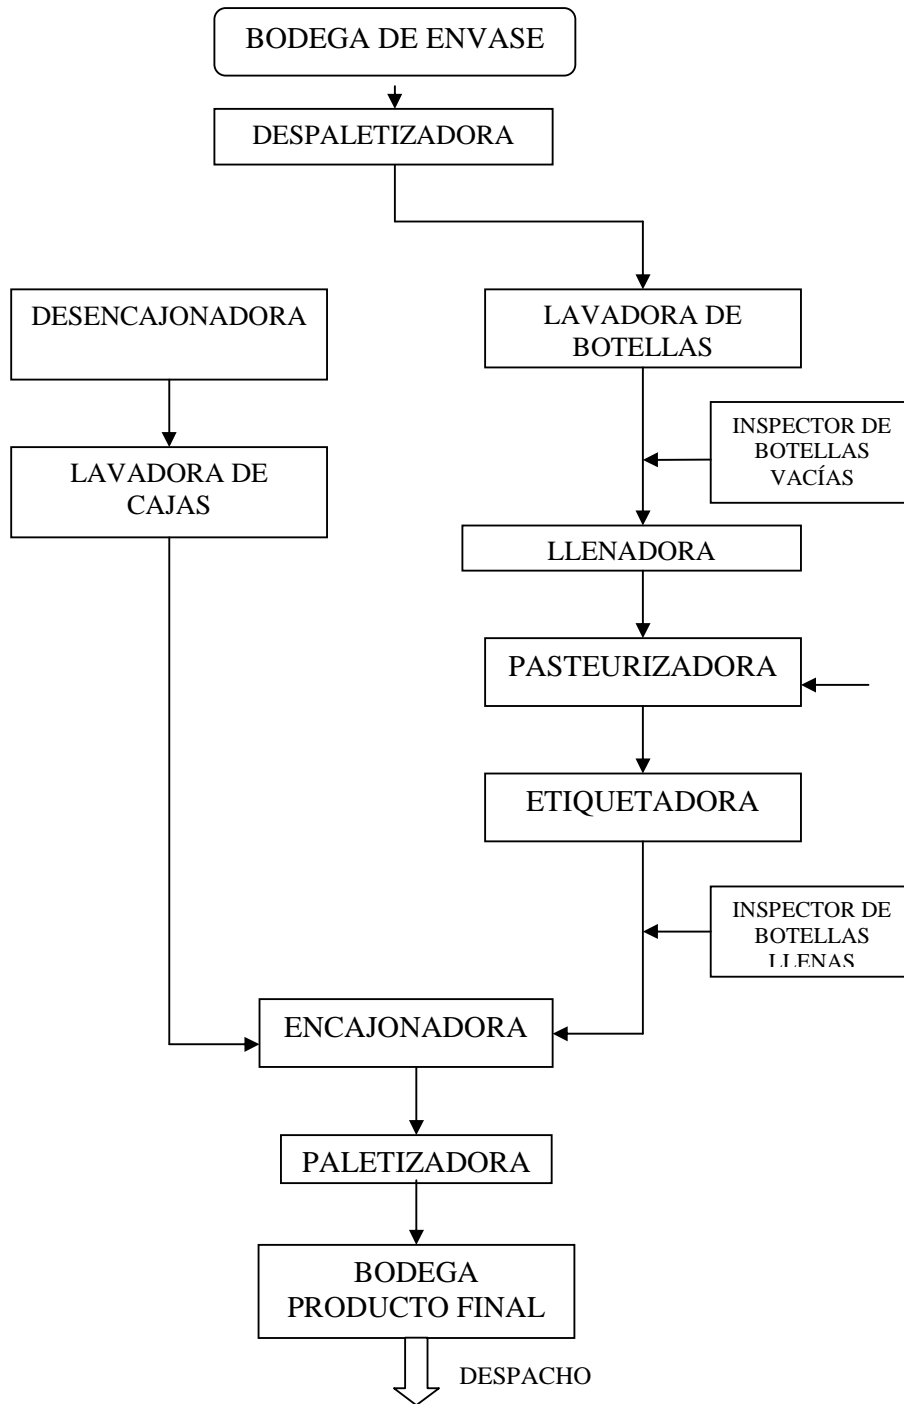 BODEGA DE ENVASE
DESPALETIZADORA
DESENCAJONADORA
LAVADORA DE
BOTELLAS
INSPECTOR DE
BOTELLAS
VACÍAS
LAVADORA DE
CAJAS
LLENADORA
PASTEURIZADORA
ETIQUETADORA
INSPECTOR DE
BOTELLAS
LLENAS
ENCAJONADORA
PALETIZADORA
BODEGA
PRODUCTO FINAL
DESPACHO